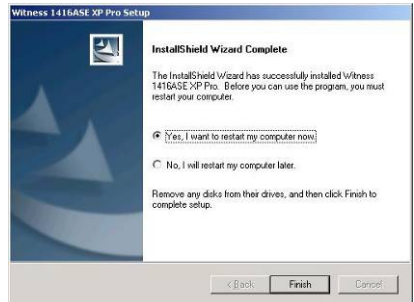 Witness 1416ASE XP Pro Setup
InstallShield Wizard Complete
The InstallShield Wizard has successfully installed Witness
1416ASE XP Pro. Before you can use the program, you must
restart your computer.
Yes, I want to restart my computer now.
No, I will restart my computer later.
Remove any disks from their drives, and then click Finish to
complete setup.
< Back Finish Cancel